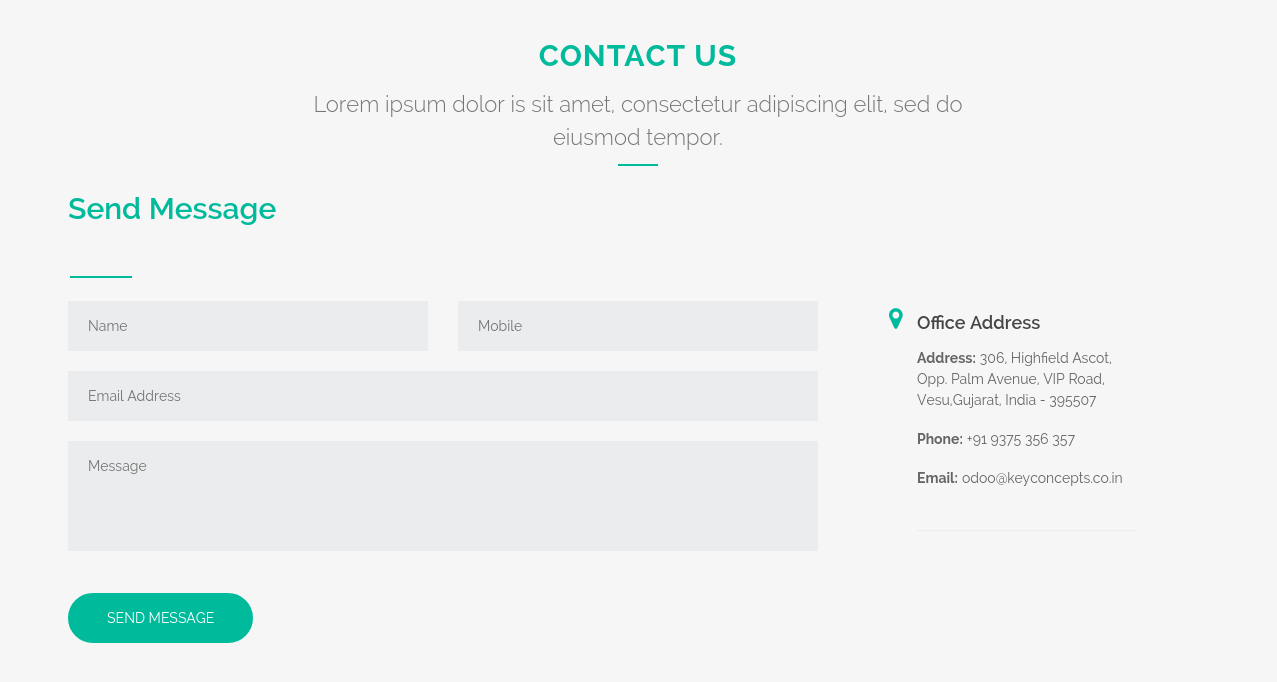 CONTACT US
Lorem ipsum dolor is sit amet, consectetur adipiscing elit, sed do
eiusmod tempor.
Send Message
Name
Mobile
Email Address
Message
SEND MESSAGE
Office Address
Address: 306, Highfield Ascot,
Opp. Palm Avenue, VIP Road,
Vesu,Gujarat, India - 395507
Phone: +91 9375 356 357
Email: odoo@keyconcepts.co.in